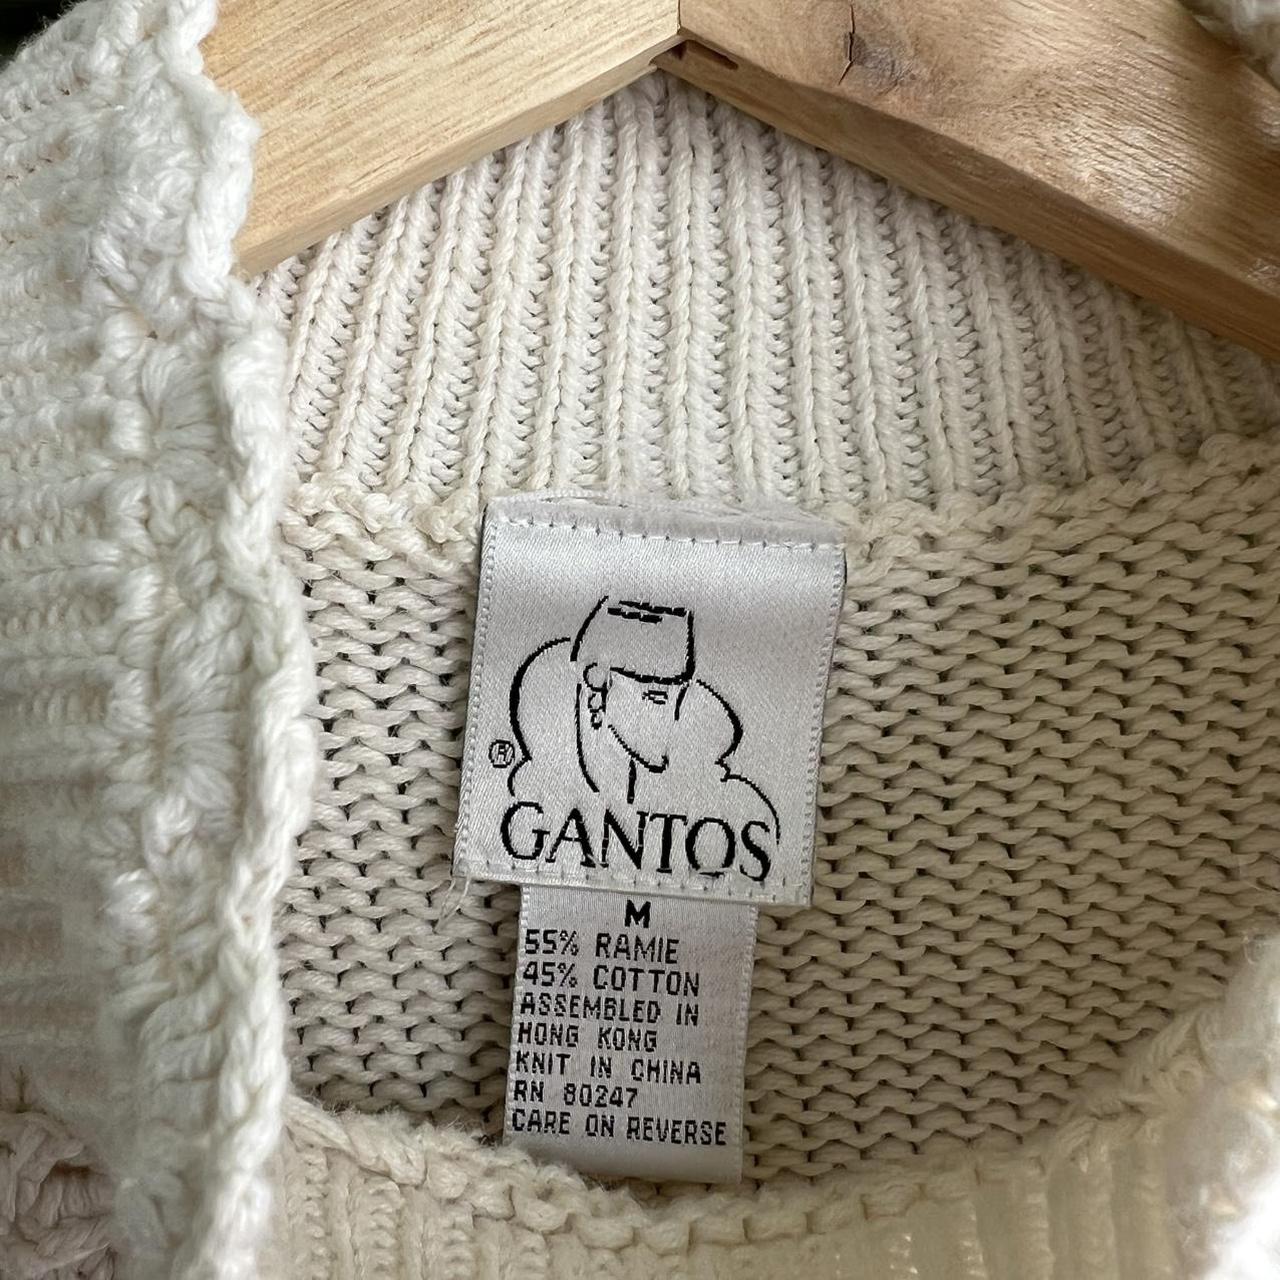 ®
GANTOS
M
55% RAMIE
45% COTTON
ASSEMBLED IN
HONG KONG
KNIT IN CHINA
RN 80247
CARE ON REVERSE